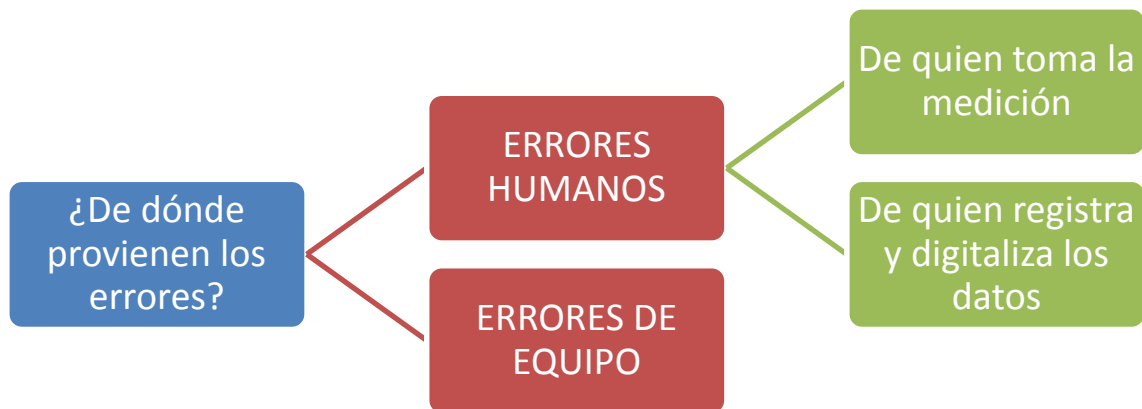 ¿De dónde
provienen los
errores?
ERRORES
HUMANOS
ERRORES DE
EQUIPO
De quien toma la
medición
De quien registra
y digitaliza los
datos